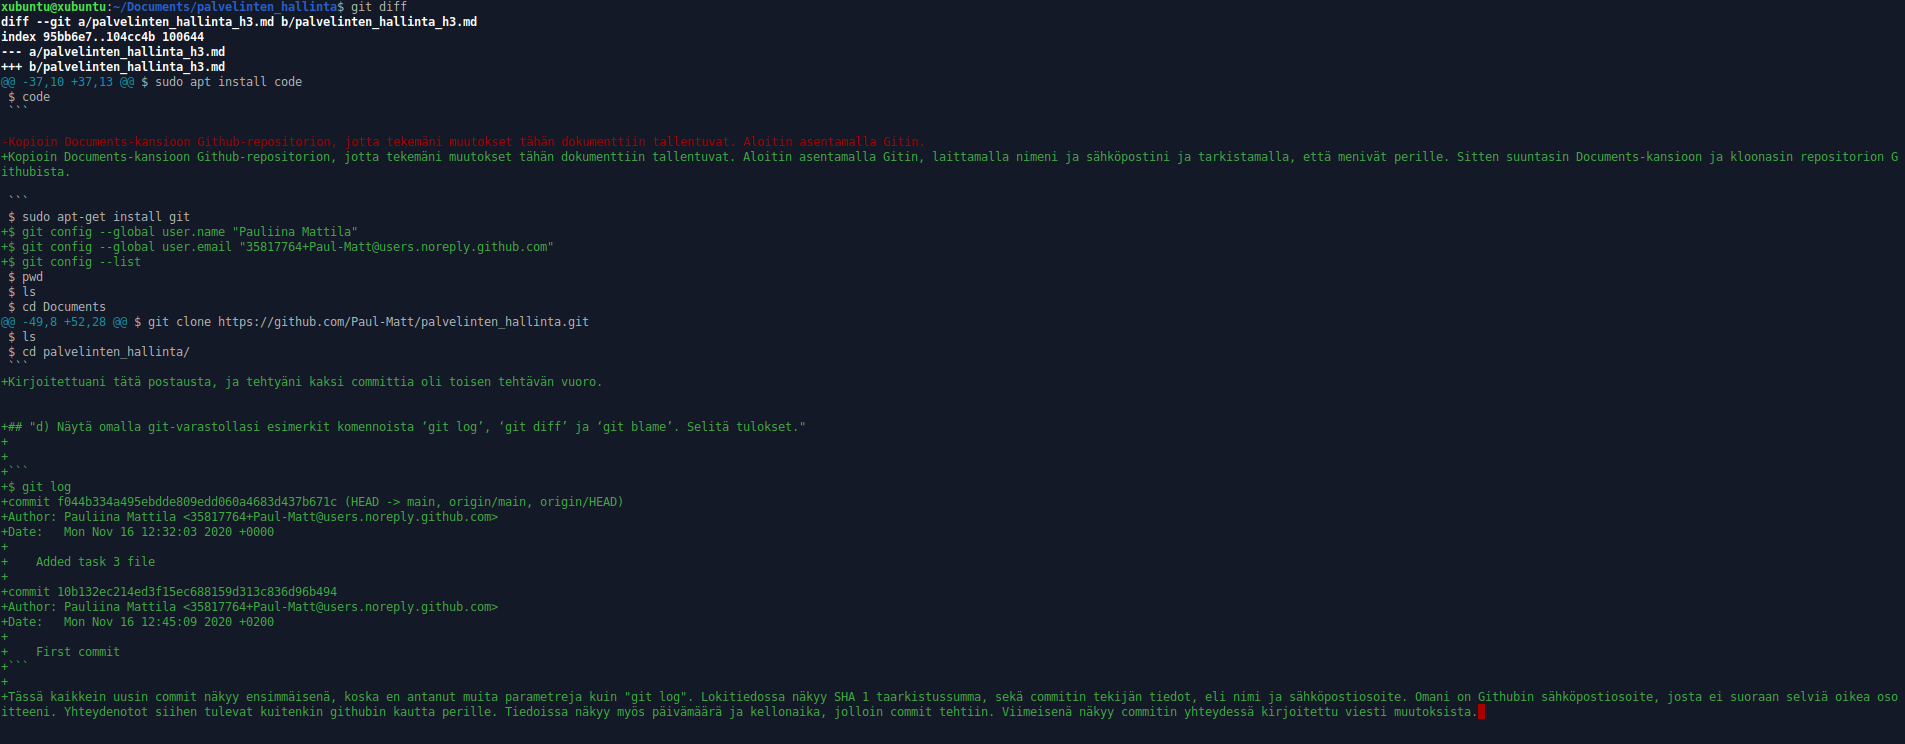 xubuntu@xubuntu:~/Documents/palvelinten_hallinta$ git diff
diff --git a/palvelinten_hallinta_h3.md b/palvelinten_hallinta_h3.md
index 95bb6e7..104cc4b 100644
--- a/palvelinten_hallinta_h3.md
+++ b/palvelinten_hallinta_h3.md
@@ -37,10 +37,13 @@ $ sudo apt install code
 $ code
 ```
-Kopioin Documents-kansioon Github-repositorion, jotta tekemäni muutokset tähän dokumenttiin tallentuvat. Aloitin asentamalla Gitin.
+Kopioin Documents-kansioon Github-repositorion, jotta tekemäni muutokset tähän dokumenttiin tallentuvat. Aloitin asentamalla Gitin, laittamalla nimeni ja sähköpostini ja tarkistamalla, että menivät perille. Sitten suuntasin Documents-kansioon ja kloonasin repositorion G
ithubista.
 ```
 $ sudo apt-get install git
+$ git config --global user.name "Pauliina Mattila"
+$ git config --global user.email "35817764+Paul-Matt@users.noreply.github.com"
+$ git config --list
 $ pwd
 $ ls
 $ cd Documents
@@ -49,8 +52,28 @@ $ git clone https://github.com/Paul-Matt/palvelinten_hallinta.git
 $ ls
 $ cd palvelinten_hallinta/
 ```
+Kirjoitettuani tätä postausta, ja tehtyäni kaksi committia oli toisen tehtävän vuoro.
+## "d) Näytä omalla git-varastollasi esimerkit komennoista ‘git log’, ‘git diff’ ja ‘git blame’. Selitä tulokset."
+
+
+```
+$ git log
+commit f044b334a495ebdde809edd060a4683d437b671c (HEAD -> main, origin/main, origin/HEAD)
+Author: Pauliina Mattila <35817764+Paul-Matt@users.noreply.github.com>
+Date:   Mon Nov 16 12:32:03 2020 +0000
+
+    Added task 3 file
+
+commit 10b132ec214ed3f15ec688159d313c836d96b494
+Author: Pauliina Mattila <35817764+Paul-Matt@users.noreply.github.com>
+Date:   Mon Nov 16 12:45:09 2020 +0200
+
+    First commit
+```
+
+Tässä kaikkein uusin commit näkyy ensimmäisenä, koska en antanut muita parametreja kuin "git log". Lokitiedossa näkyy SHA 1 taarkistussumma, sekä commitin tekijän tiedot, eli nimi ja sähköpostiosoite. Omani on Githubin sähköpostiosoite, josta ei suoraan selviä oikea oso
itteeni. Yhteydenotot siihen tulevat kuitenkin githubin kautta perille. Tiedoissa näkyy myös päivämäärä ja kellonaika, jolloin commit tehtiin. Viimeisenä näkyy commitin yhteydessä kirjoitettu viesti muutoksista.